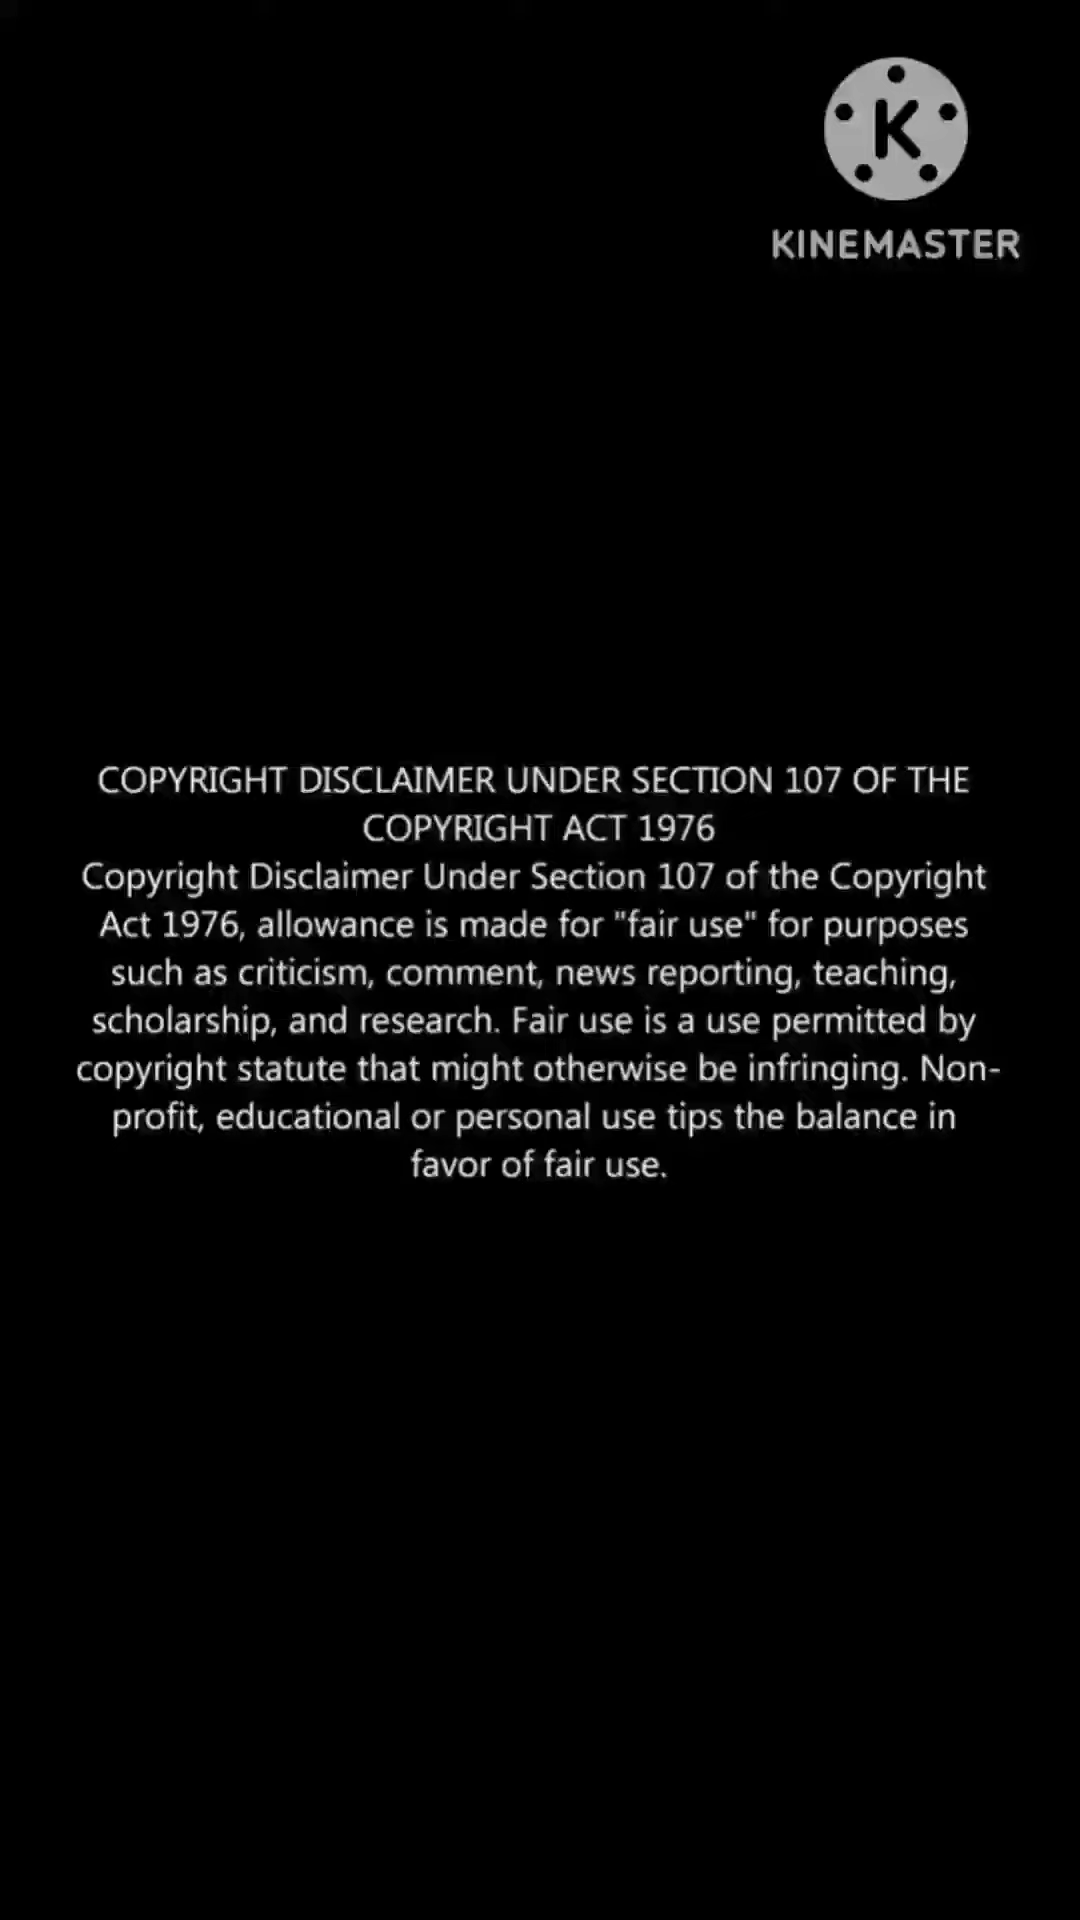 K
KINEMASTER
COPYRIGHT DISCLAIMER UNDER SECTION 107 OF THE
COPYRIGHT ACT 1976
Copyright Disclaimer Under Section 107 of the Copyright
Act 1976, allowance is made for "fair use" for purposes
such as criticism, comment, news reporting, teaching,
scholarship, and research. Fair use is a use permitted by
copyright statute that might otherwise be infringing. Non-
profit, educational or personal use tips the balance in
favor of fair use.